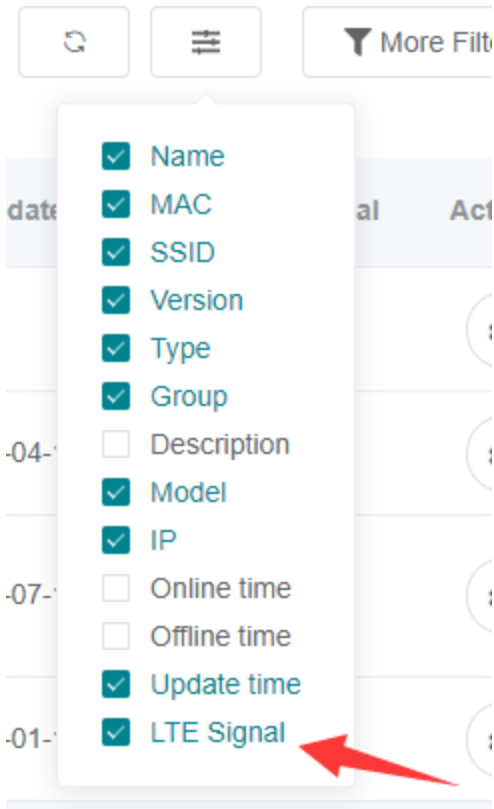 More Filt
Name
MAC
SSID
Version
Type
Group
Description
Model
IP
Online time
Offline time
Update time
LTE Signal
date
al
Act
-04-
-07-
-01-